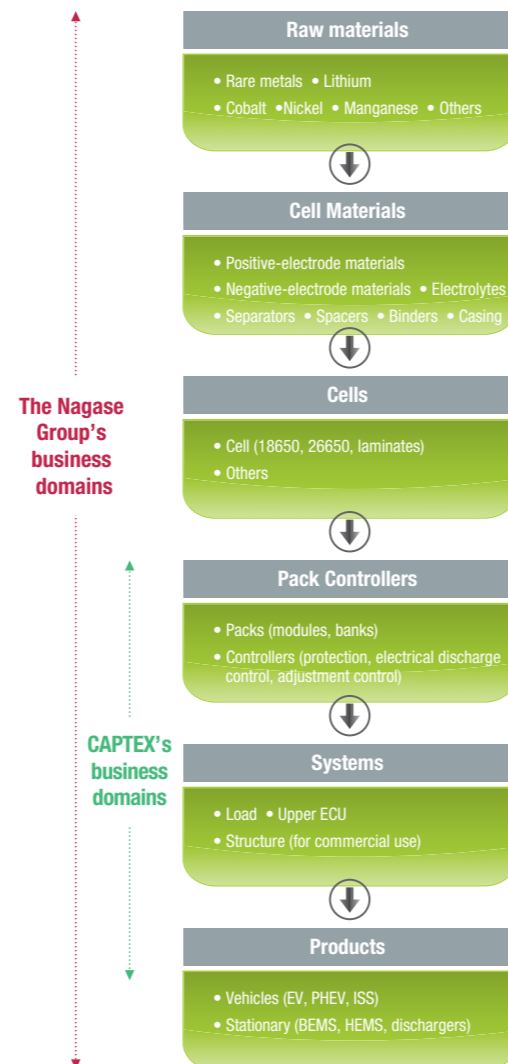 Raw materials
• Rare metals • Lithium
• Cobalt •Nickel • Manganese • Others
Cell Materials
• Positive-electrode materials
• Negative-electrode materials • Electrolytes
• Separators • Spacers • Binders • Casing
The Nagase
Group's
business
domains
Cells
• Cell (18650, 26650, laminates)
• Others
Pack Controllers
• Packs (modules, banks)
• Controllers (protection, electrical discharge
control, adjustment control)
CAPTEX's
business
domains
Systems
• Load • Upper ECU
• Structure (for commercial use)
Products
• Vehicles (EV, PHEV, ISS)
• Stationary (BEMS, HEMS, dischargers)